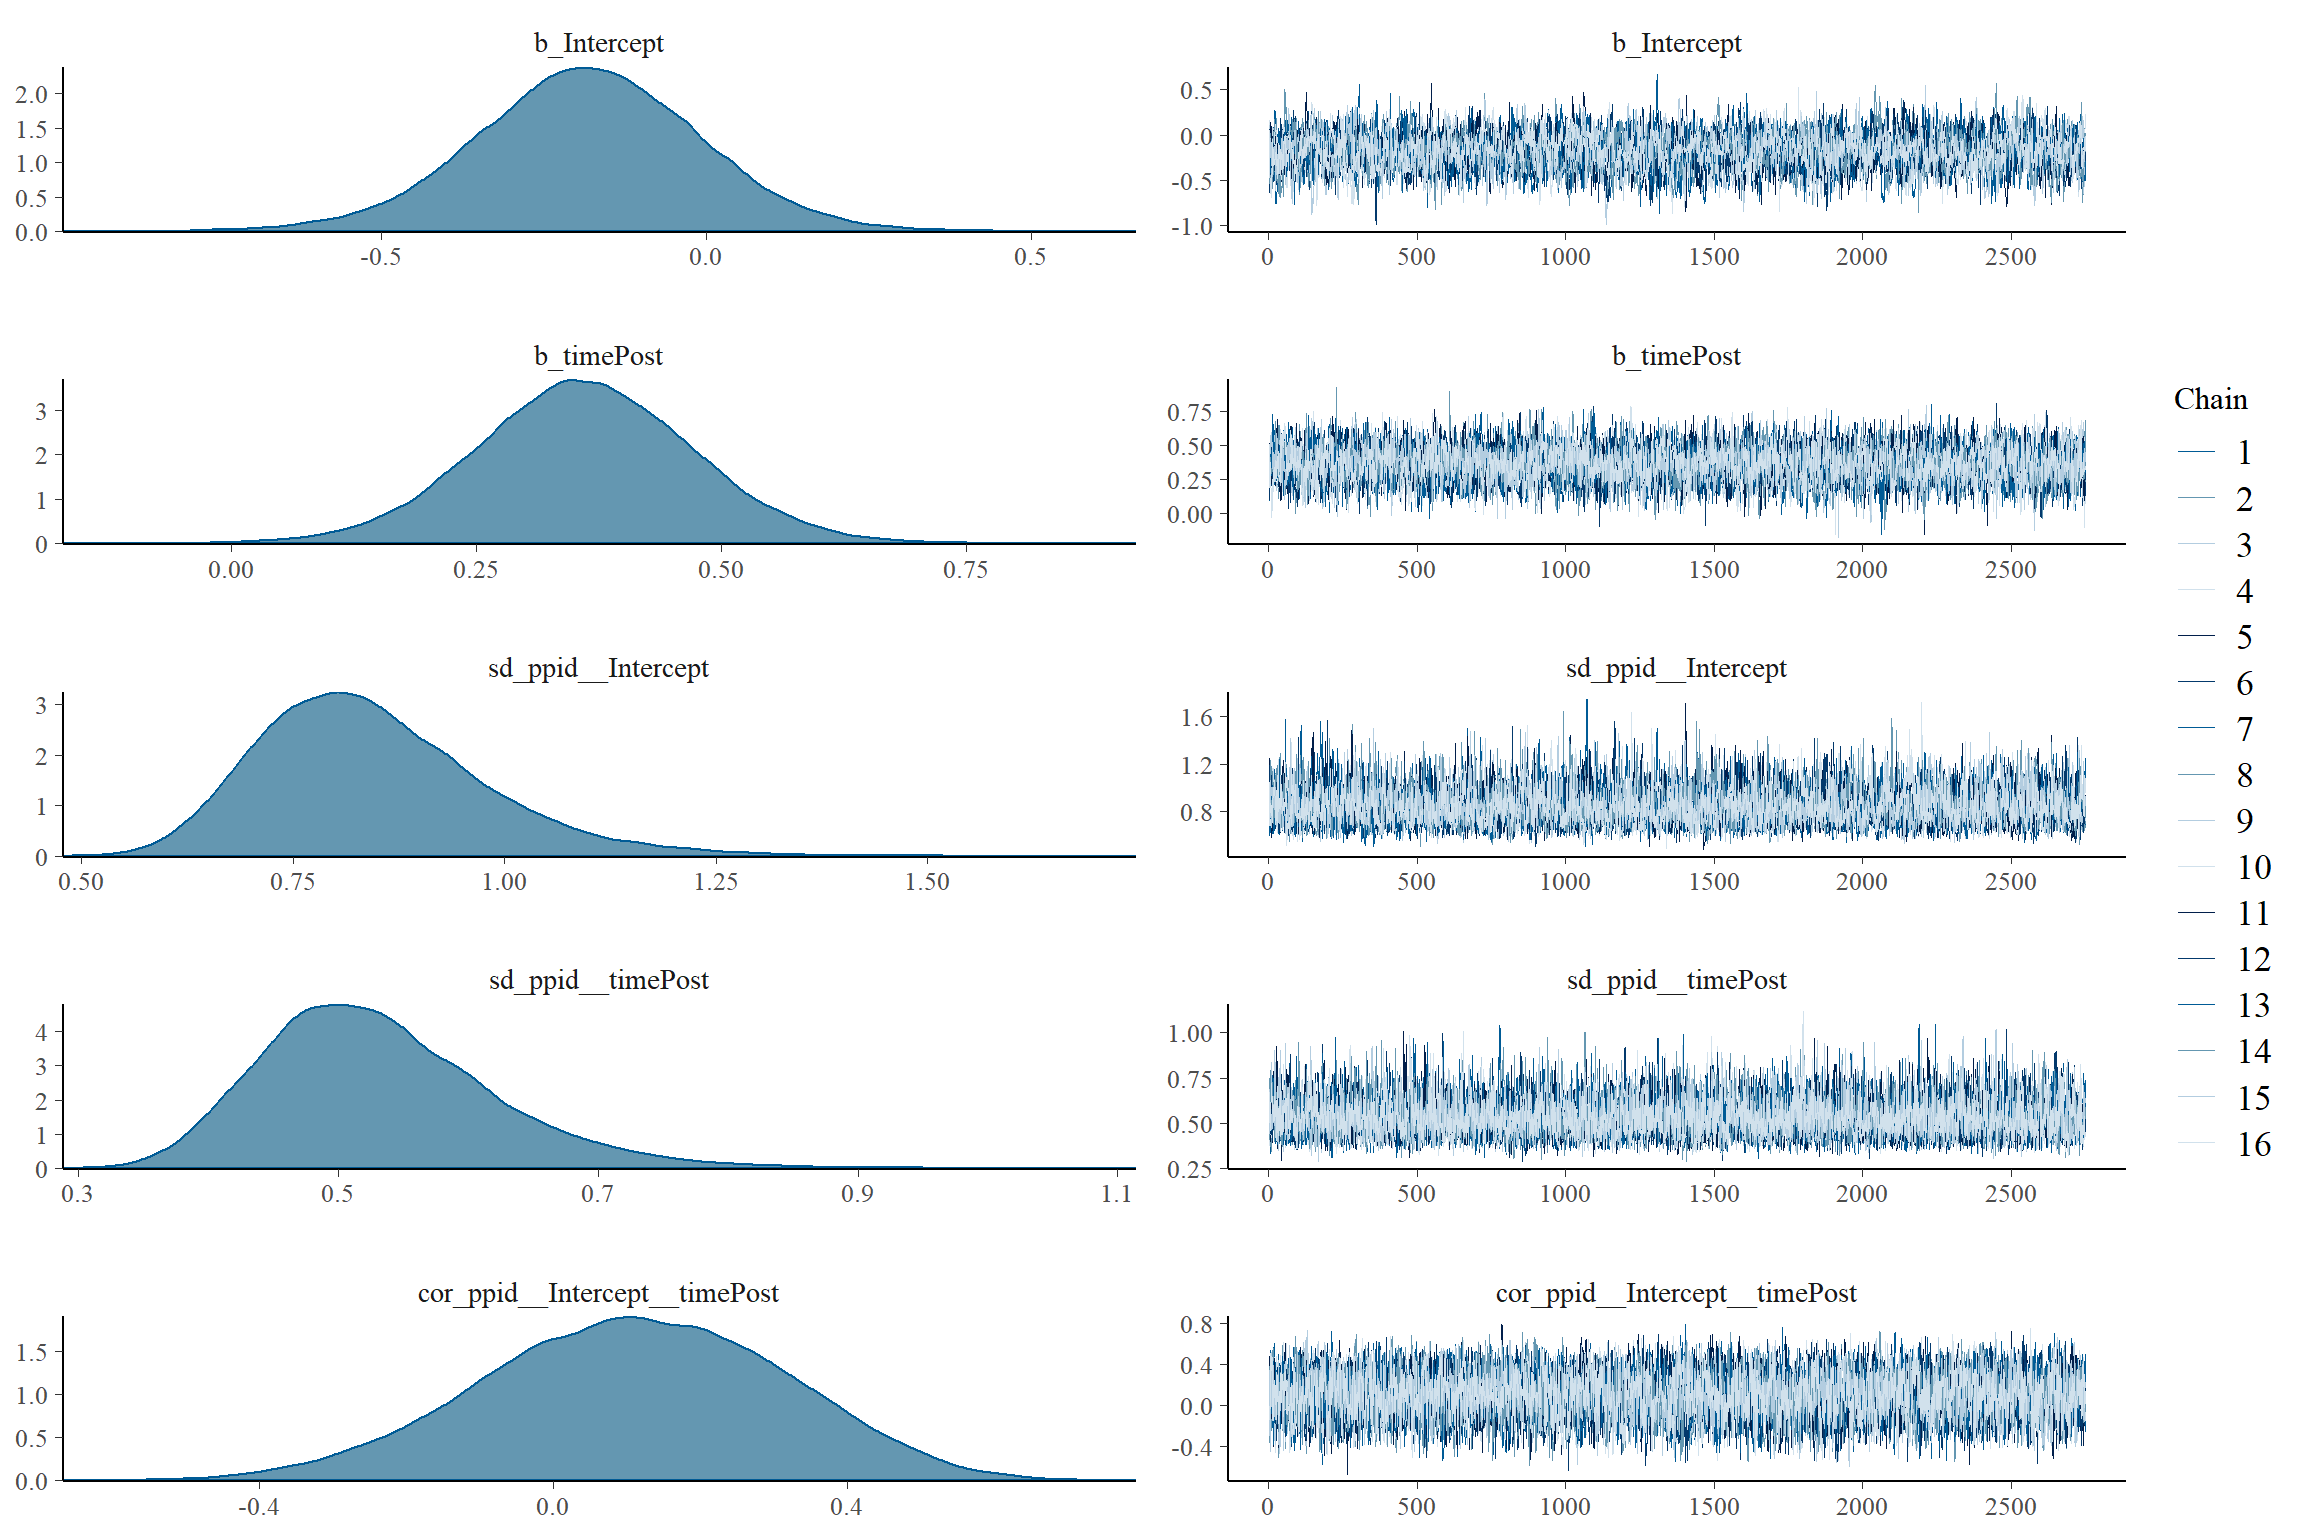 b_Intercept
2.0
1.5
1.0
0.5
0.0
-0.5 0.0 0.5
b_Intercept
0.5
0.0
-0.5
-1.0
0 500 1000 1500 2000 2500
b_timePost
3
2
1
0
0.00 0.25 0.50 0.75
b_timePost
0.75
0.50
0.25
0.00
0 500 1000 1500 2000 2500
sd_ppid__Intercept
3
2
1
0
0.50 0.75 1.00 1.25 1.50
sd_ppid__Intercept
1.6
1.2
0.8
0 500 1000 1500 2000 2500
sd_ppid__timePost
4
3
2
1
0
0.3 0.5 0.7 0.9 1.1
sd_ppid__timePost
1.00
0.75
0.50
0.25
0 500 1000 1500 2000 2500
cor_ppid__Intercept__timePost
1.5
1.0
0.5
0.0
-0.4 0.0 0.4
cor_ppid__Intercept__timePost
0.8
0.4
0.0
-0.4
0 500 1000 1500 2000 2500
Chain
1
2
3
4
5
6
7
8
9
10
11
12
13
14
15
16